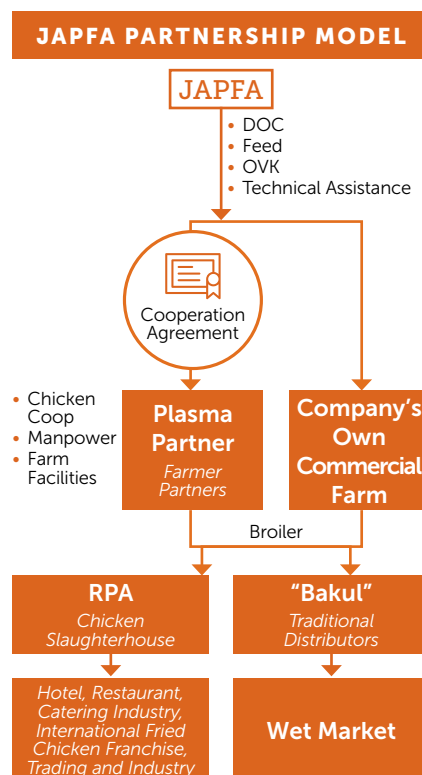 JAPFA PARTNERSHIP MODEL
JAPFA
• DOC
• Feed
• OVK
• Technical Assistance
Cooperation
Agreement
• Chicken
Coop
• Manpower
• Farm
Facilities
Plasma
Partner
Farmer
Partners
Company's
Own
Commercial
Farm
Broiler
RPA
Chicken
Slaughterhouse
"Bakul"
Traditional
Distributors
Hotel, Restaurant,
Catering Industry,
International Fried
Chicken Franchise,
Trading and Industry
Wet Market